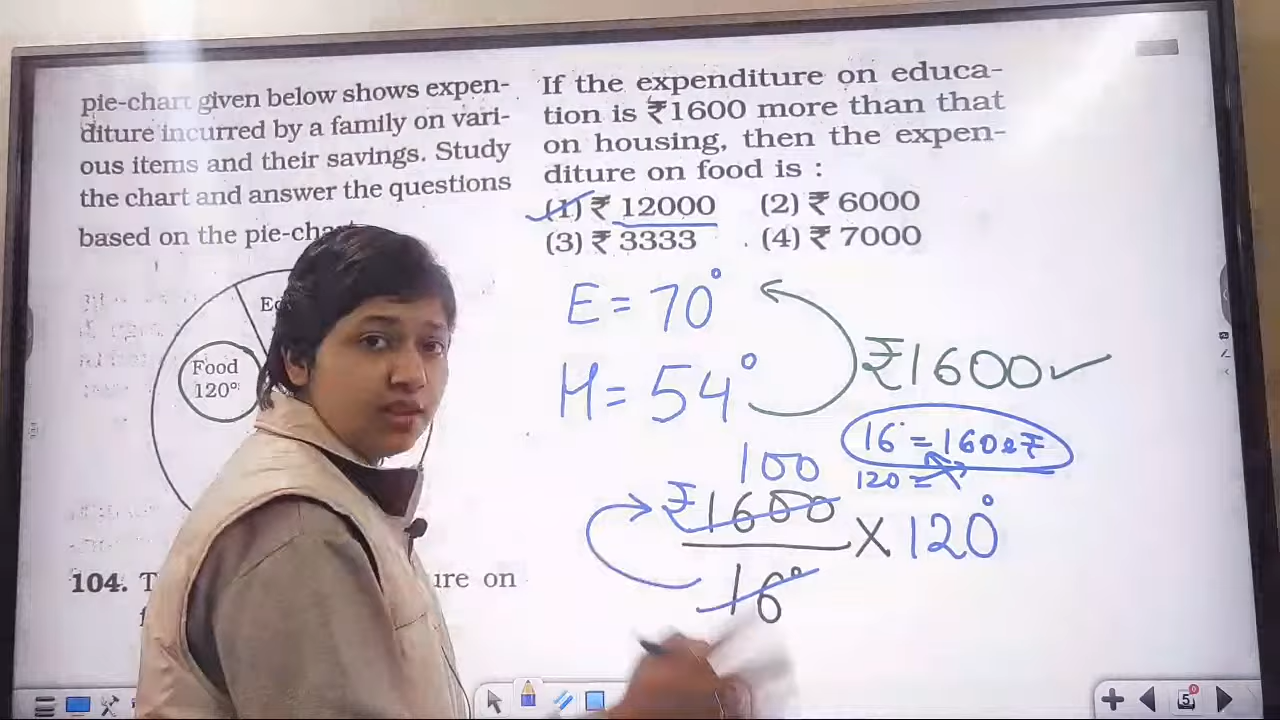 pie-chart given below shows expen-
diture incurred by a family on vari-
ous items and their savings. Study
the chart and answer the questions
based on the pie-
If the expenditure on educa-
tion is ₹1600 more than that
on housing, then the expen-
diture on food is :
(1) ₹ 12000 (2) ₹ 6000
(3) ₹ 3333 (4) ₹ 7000
Food
120°
E = 70°
H = 54°
₹1600
16° = 1600₹
120 = x
100
₹1600 X 120°
16°
104.
on
5